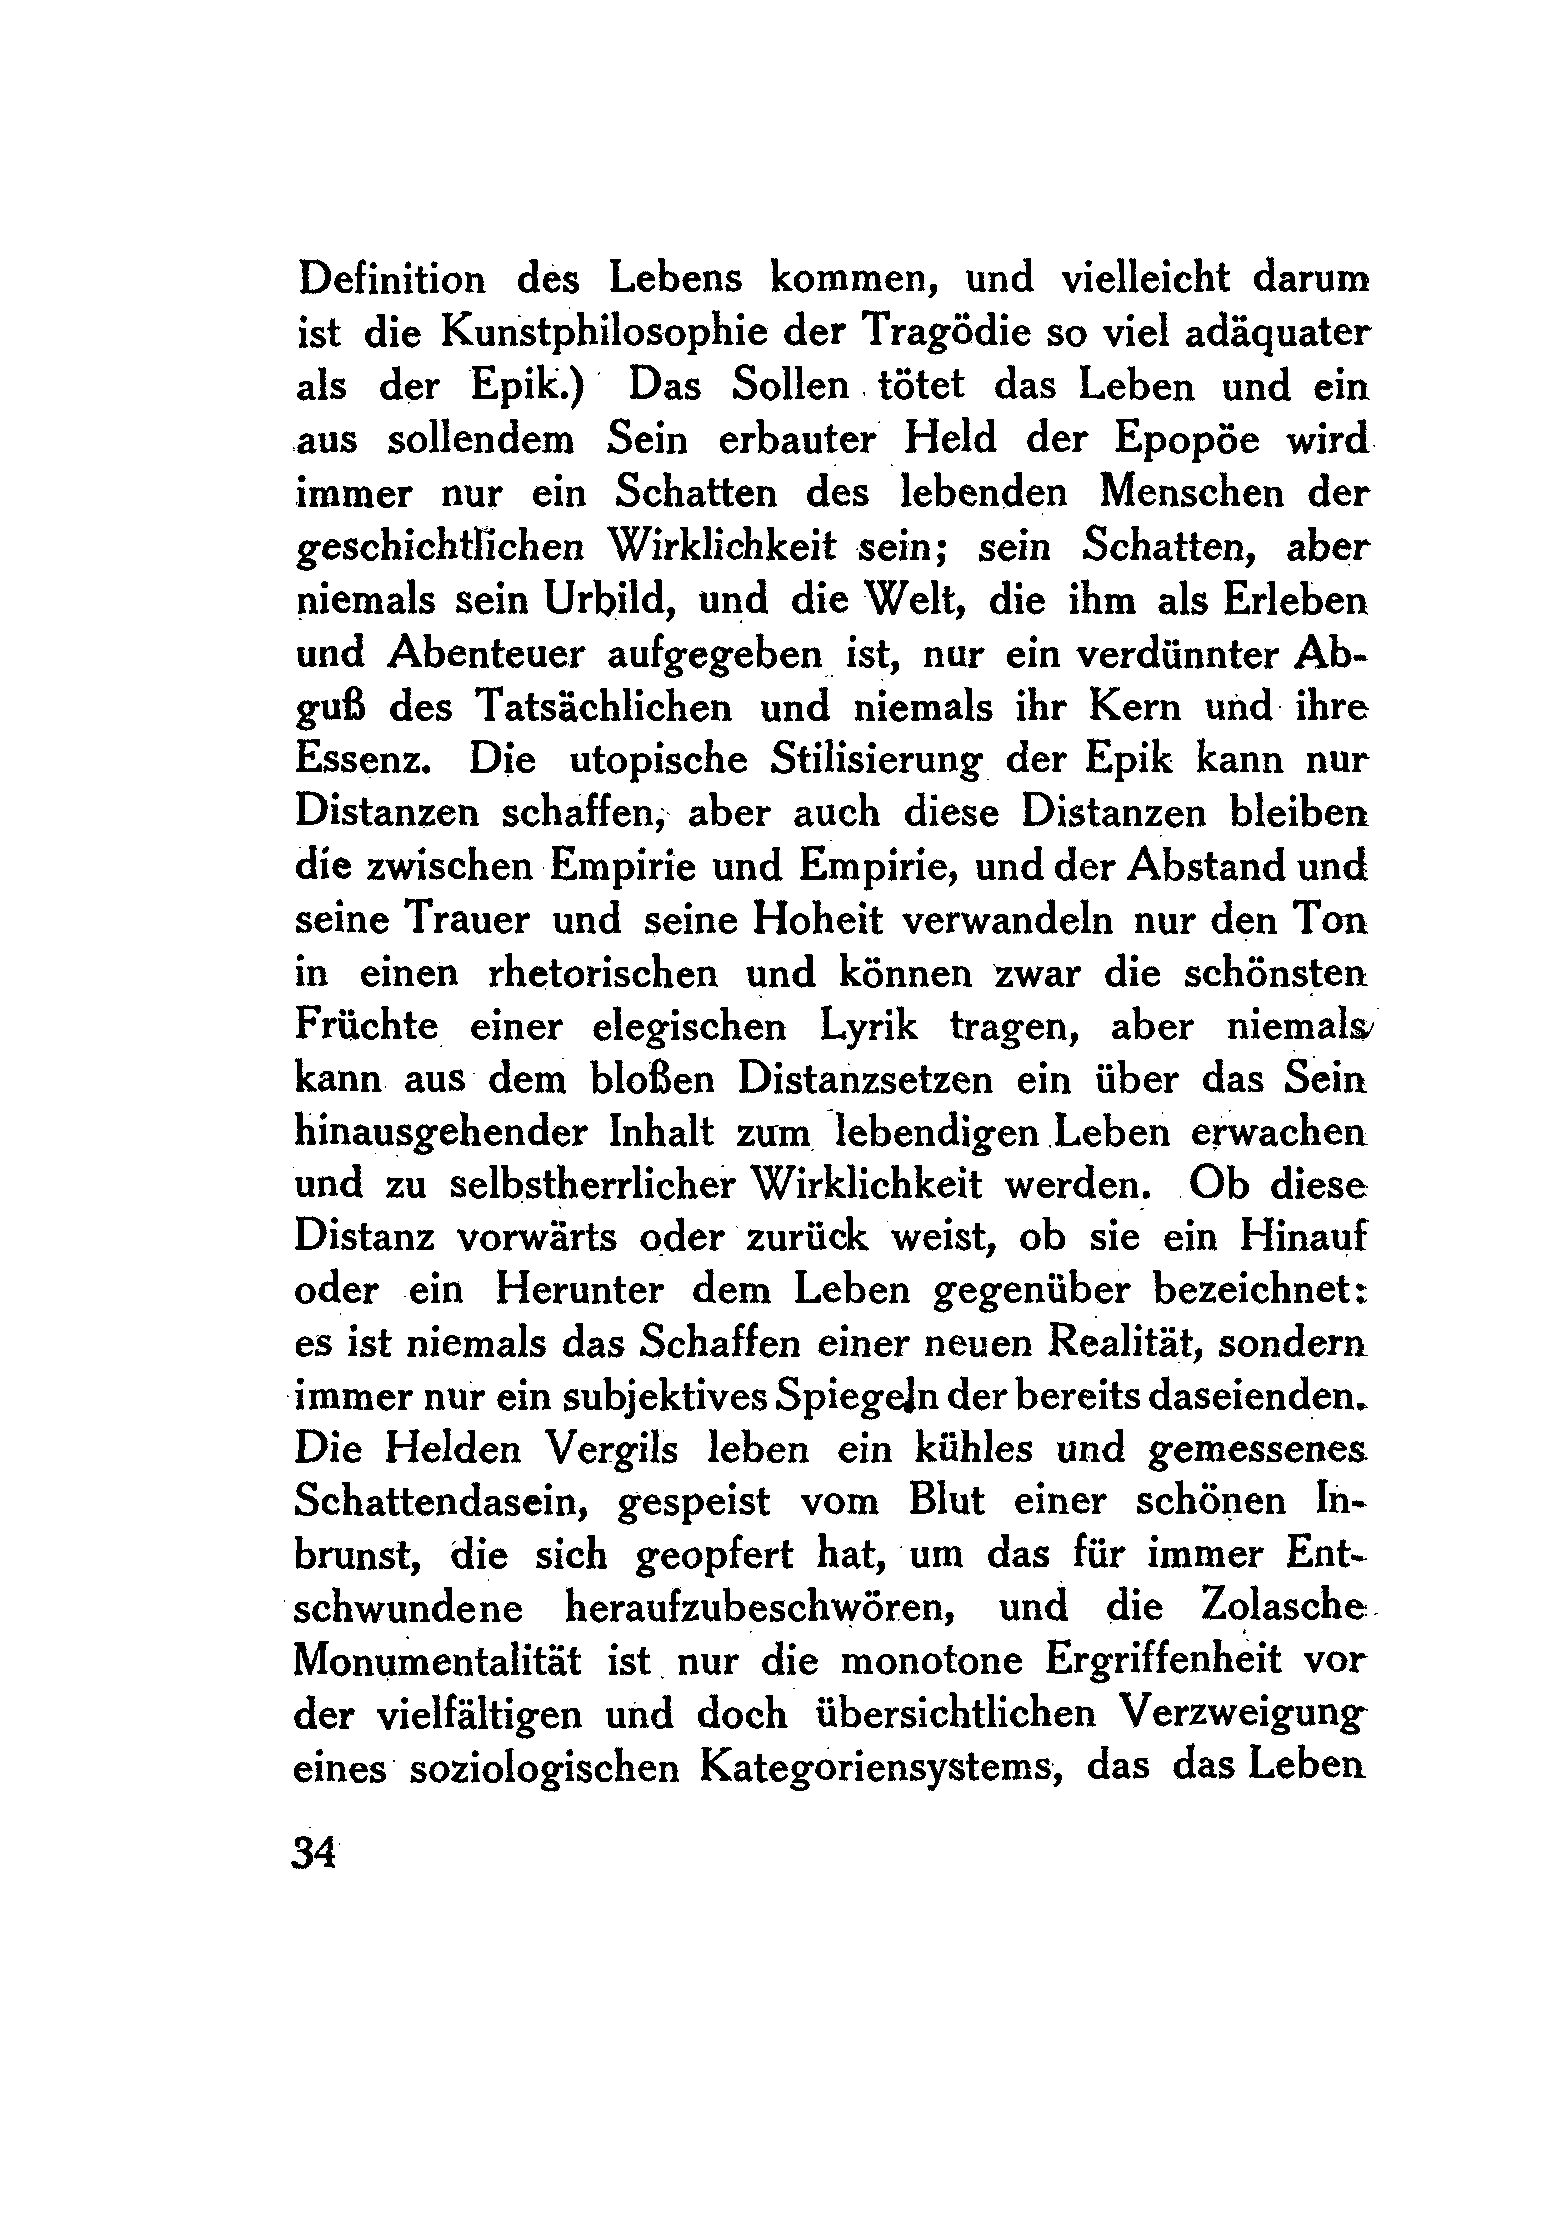 Definition des Lebens kommen, und vielleicht darum
ist die Kunstphilosophie der Tragödie so viel adäquater
als der Epik.) Das Sollen tötet das Leben und ein
aus sollendem Sein erbauter Held der Epopöe wird
immer nur ein Schatten des lebenden Menschen der
geschichtlichen Wirklichkeit sein; sein Schatten, aber
niemals sein Urbild, und die Welt, die ihm als Erleben
und Abenteuer aufgegeben ist, nur ein verdünnter Ab-
guß des Tatsächlichen und niemals ihr Kern und ihre
Essenz. Die utopische Stilisierung der Epik kann nur
Distanzen schaffen, aber auch diese Distanzen bleiben
die zwischen Empirie und Empirie, und der Abstand und
seine Trauer und seine Hoheit verwandeln nur den Ton
in einen rhetorischen und können zwar die schönsten
Früchte einer elegischen Lyrik tragen, aber niemals
kann aus dem bloßen Distanzsetzen ein über das Sein
hinausgehender Inhalt zum lebendigen Leben erwachen
und zu selbstherrlicher Wirklichkeit werden. Ob diese
Distanz vorwärts oder zurück weist, ob sie ein Hinauf
oder ein Herunter dem Leben gegenüber bezeichnet:
es ist niemals das Schaffen einer neuen Realität, sondern
immer nur ein subjektives Spiegeln der bereits daseienden.
Die Helden Vergils leben ein kühles und gemessenes
Schattendasein, gespeist vom Blut einer schönen In-
brunst, die sich geopfert hat, um das für immer Ent-
schwundene heraufzubeschwören, und die Zolasche
Monumentalität ist nur die monotone Ergriffenheit vor
der vielfältigen und doch übersichtlichen Verzweigung
eines soziologischen Kategoriensystems, das das Leben
34